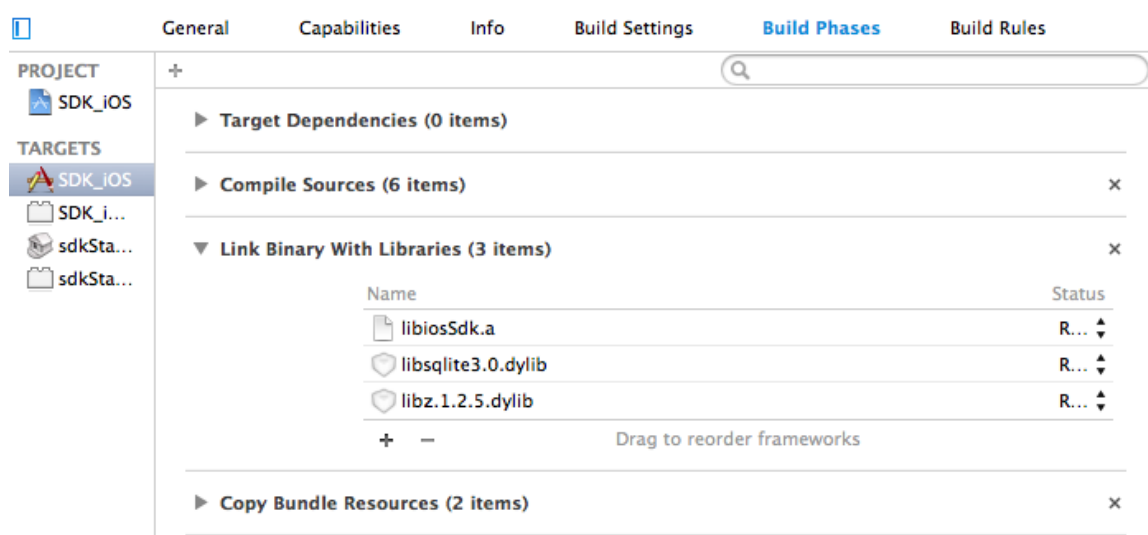 General Capabilities Info Build Settings Build Phases Build Rules
PROJECT
SDK_iOS
TARGETS
SDK_iOS
SDK_i...
sdkSta...
sdkSta...
Target Dependencies (0 items)
Compile Sources (6 items)
Link Binary With Libraries (3 items)
Name Status
libiosSdk.a R...
libsqlite3.0.dylib R...
libz.1.2.5.dylib R...
Drag to reorder frameworks
Copy Bundle Resources (2 items)